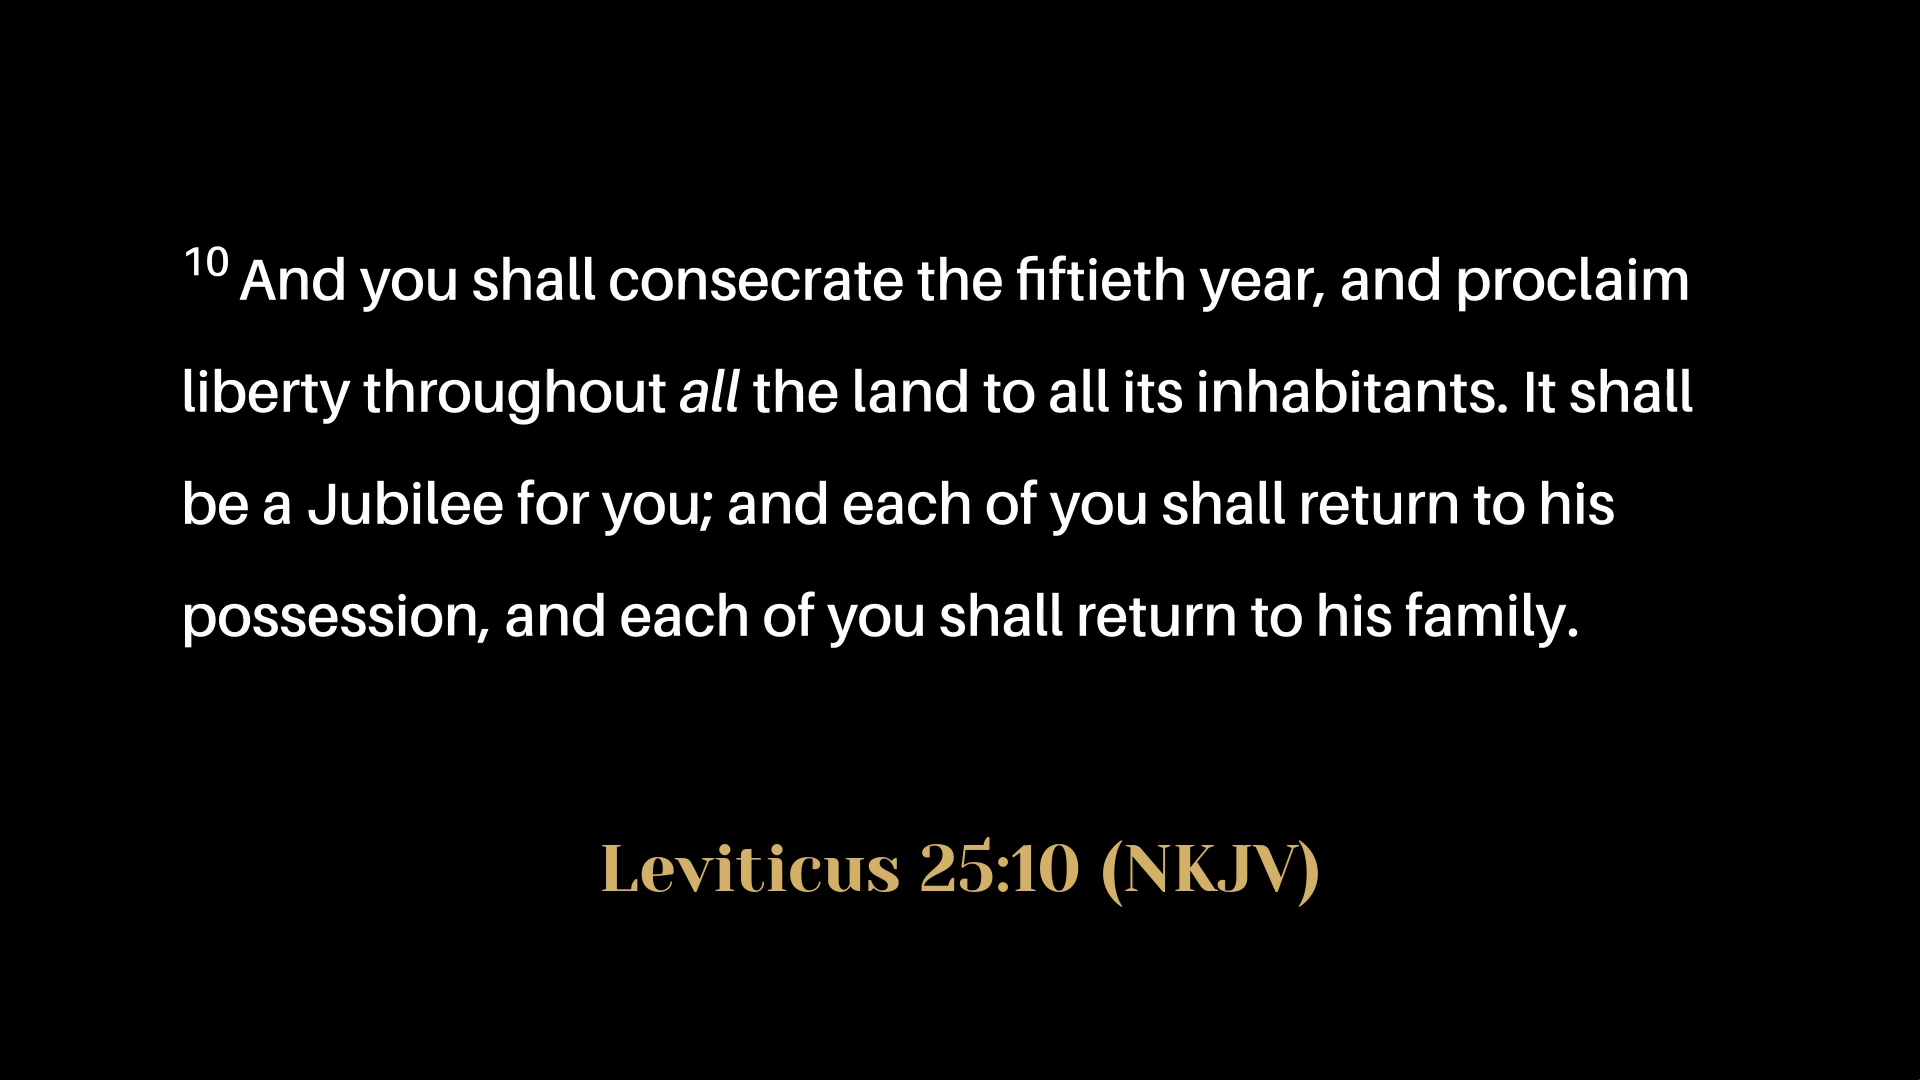 10 And you shall consecrate the fiftieth year, and proclaim
liberty throughout all the land to all its inhabitants. It shall
be a Jubilee for you; and each of you shall return to his
possession, and each of you shall return to his family.
Leviticus 25:10 (NKJV)